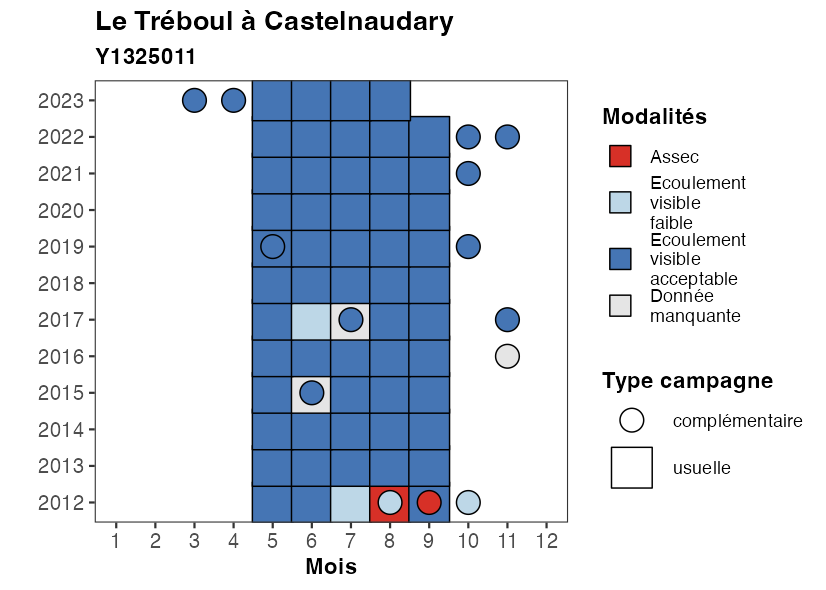 Le Tréboul à Castelnaudary
Y1325011
2023
2022
2021
2020
2019
2018
2017
2016
2015
2014
2013
2012
1 2 3 4 5 6 7 8 9 10 11 12
Mois
Modalités
Assec
Ecoulement
visible
faible
Ecoulement
visible
acceptable
Donnée
manquante
Type campagne
complémentaire
usuelle